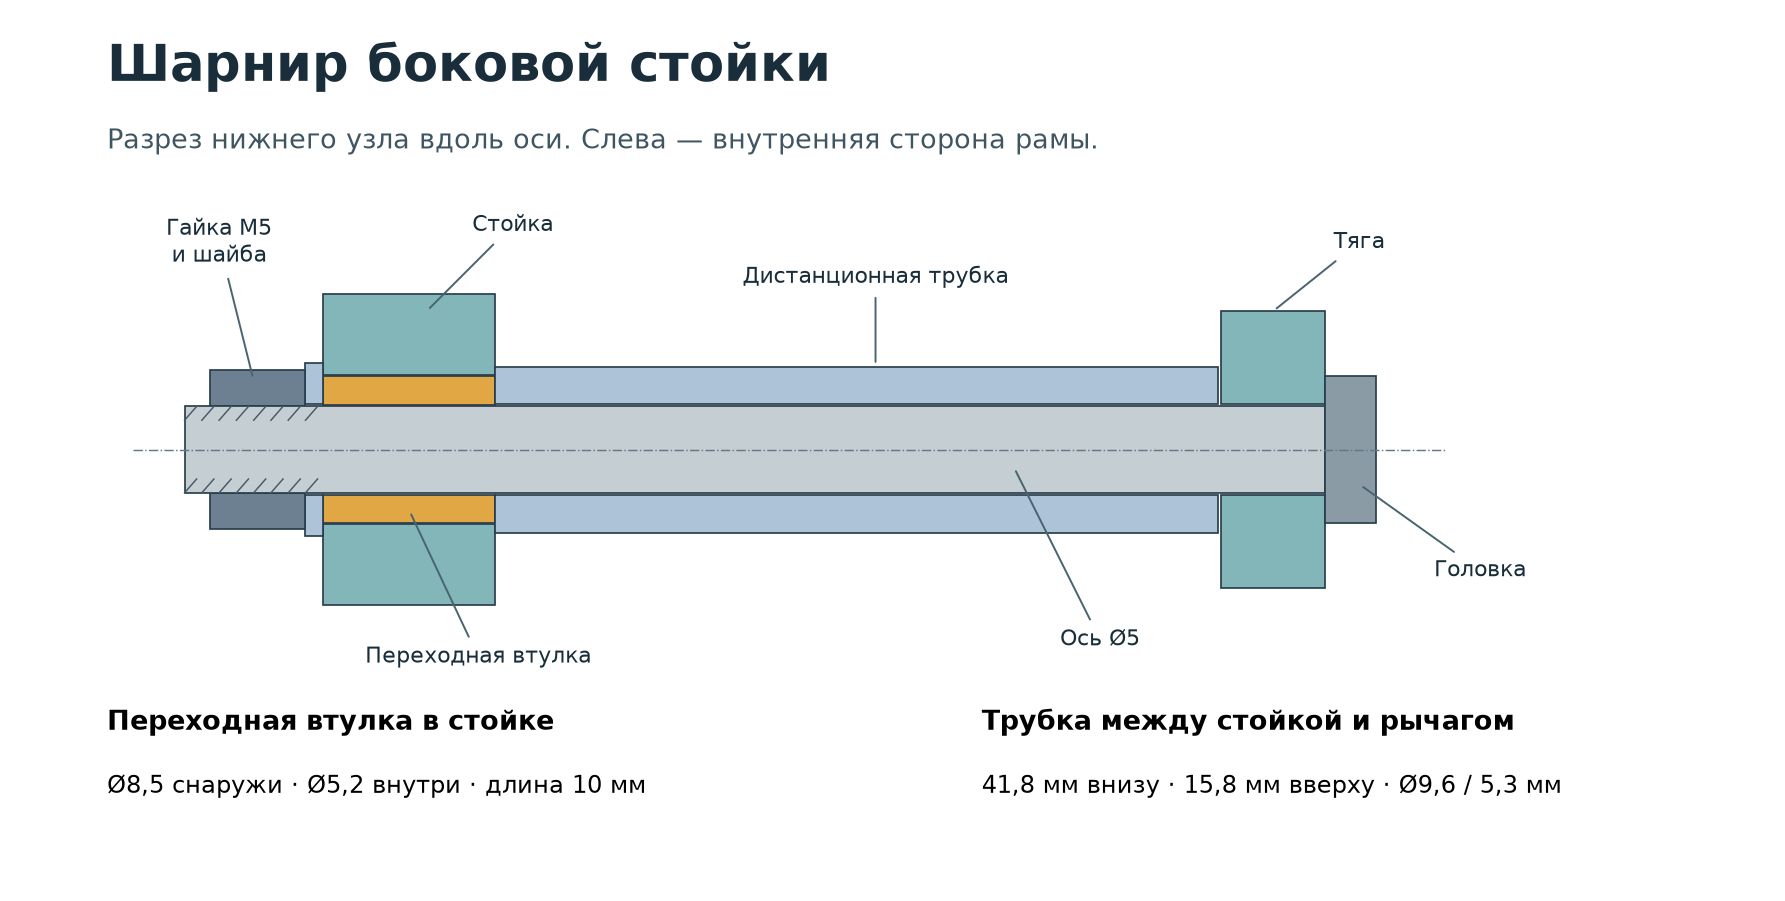 Шарнир боковой стойки
Разрез нижнего узла вдоль оси. Слева — внутренняя сторона рамы.
Гайка М5
и шайба
Стойка
Дистанционная трубка
Тяга
Головка
Ось Ø5
Переходная втулка
Переходная втулка в стойке
Ø8,5 снаружи · Ø5,2 внутри · длина 10 мм
Трубка между стойкой и рычагом
41,8 мм внизу · 15,8 мм вверху · Ø9,6 / 5,3 мм